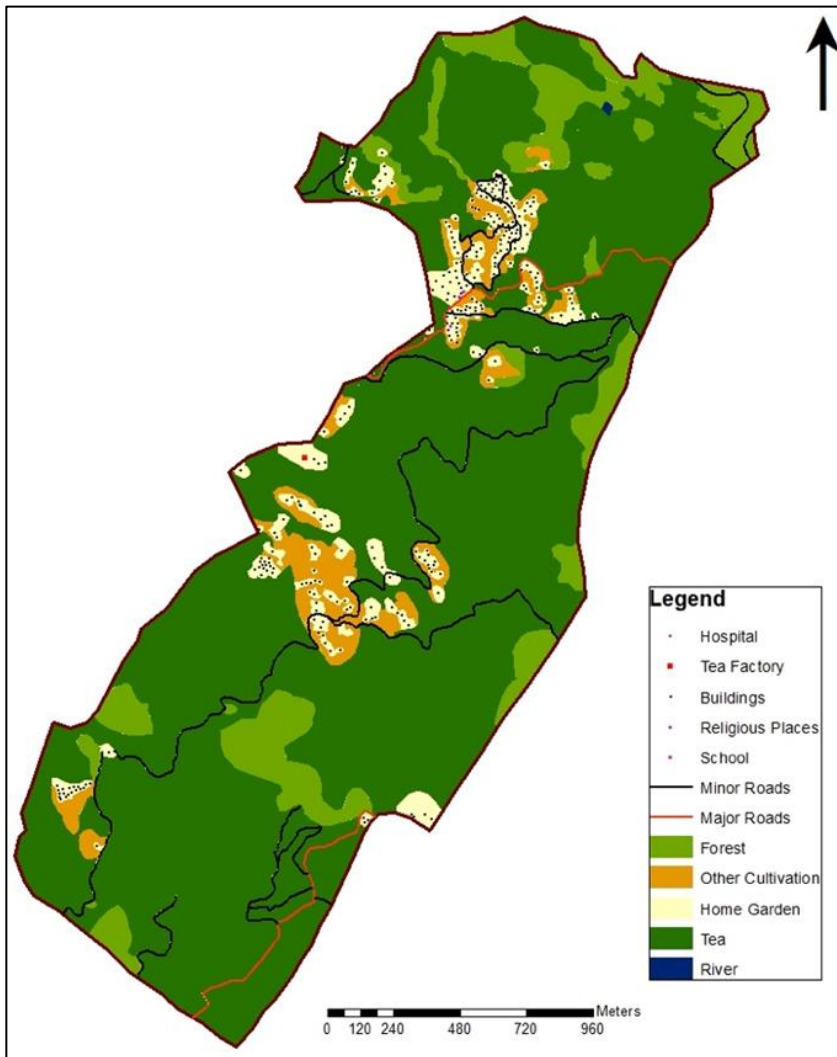 Legend
Hospital
Tea Factory
Buildings
Religious Places
School
Minor Roads
Major Roads
Forest
Other Cultivation
Home Garden
Tea
River
Meters
0 120 240 480 720 960